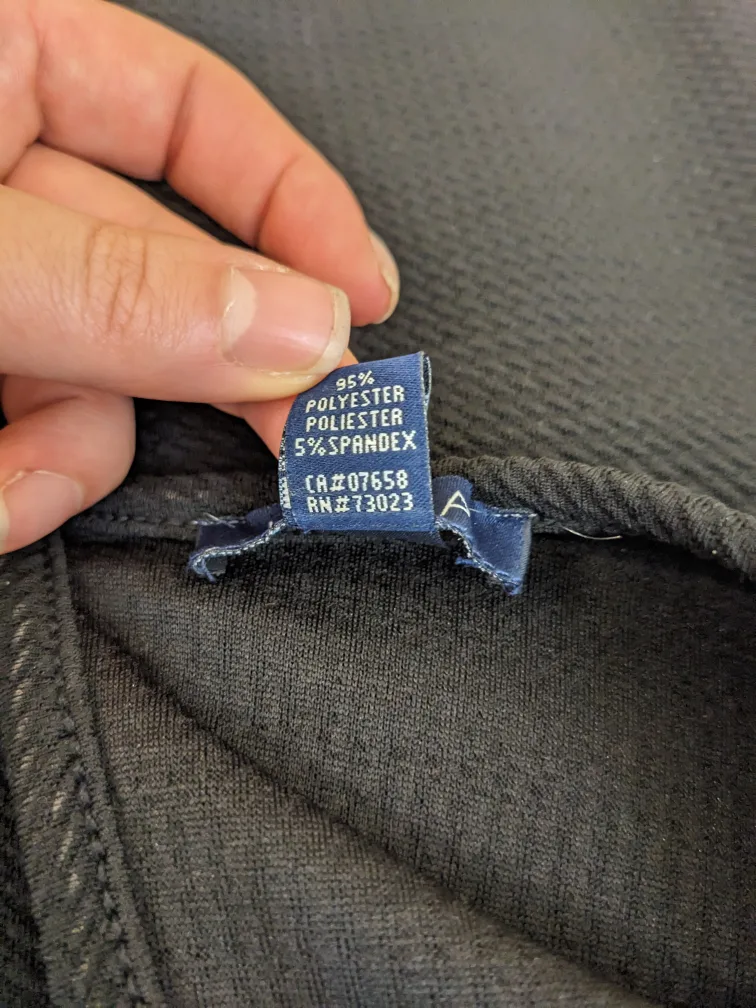 95%
POLYESTER
POLIESTER
5%SPANDEX
CA#07658
RN#73023
A